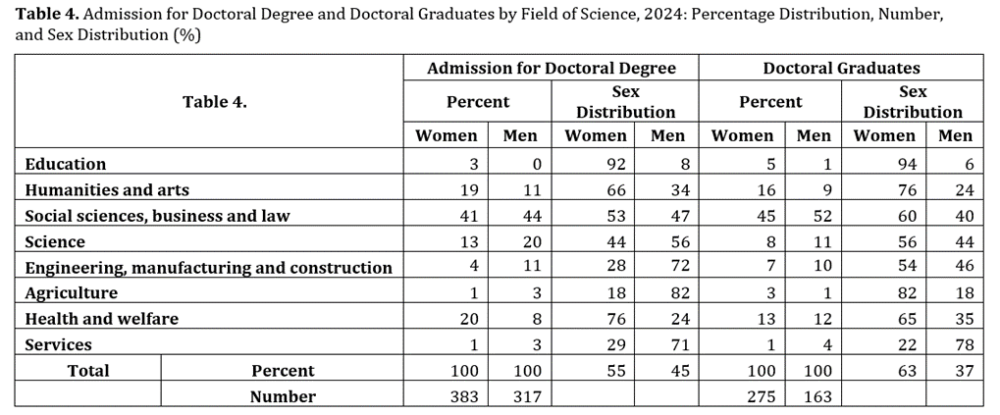 Table 4. Admission for Doctoral Degree and Doctoral Graduates by Field of Science, 2024: Percentage Distribution, Number,
and Sex Distribution (%)
Table 4. Admission for Doctoral Degree Doctoral Graduates
Percent Sex Distribution Percent Sex Distribution
Women Men Women Men Women Men Women Men
Education 3 0 92 8 5 1 94 6
Humanities and arts 19 11 66 34 16 9 76 24
Social sciences, business and law 41 44 53 47 45 52 60 40
Science 13 20 44 56 8 11 56 44
Engineering, manufacturing and construction 4 11 28 72 7 10 54 46
Agriculture 1 3 18 82 3 1 82 18
Health and welfare 20 8 76 24 13 12 65 35
Services 1 3 29 71 1 4 22 78
Total Percent 100 100 55 45 100 100 63 37
Number 383 317 275 163